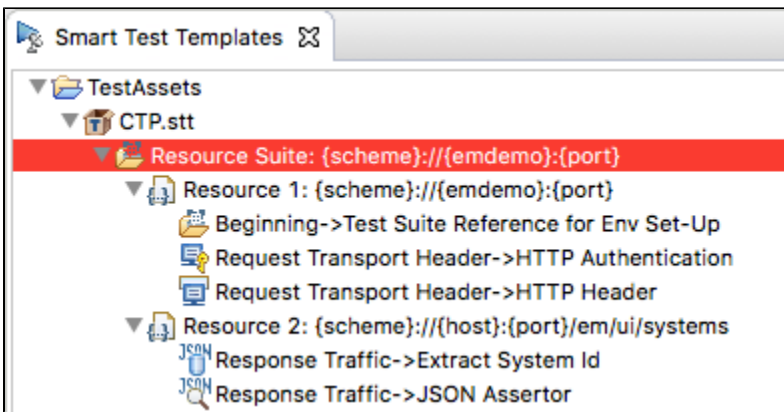 Smart Test Templates
TestAssets
CTP.stt
Resource Suite: {scheme}://{emdemo}:{port}
Resource 1: {scheme}://{emdemo}:{port}
Beginning->Test Suite Reference for Env Set-Up
Request Transport Header->HTTP Authentication
Request Transport Header->HTTP Header
Resource 2: {scheme}://{host}:{port}/em/ui/systems
JSON Response Traffic->Extract System Id
JSON Response Traffic->JSON Assertor